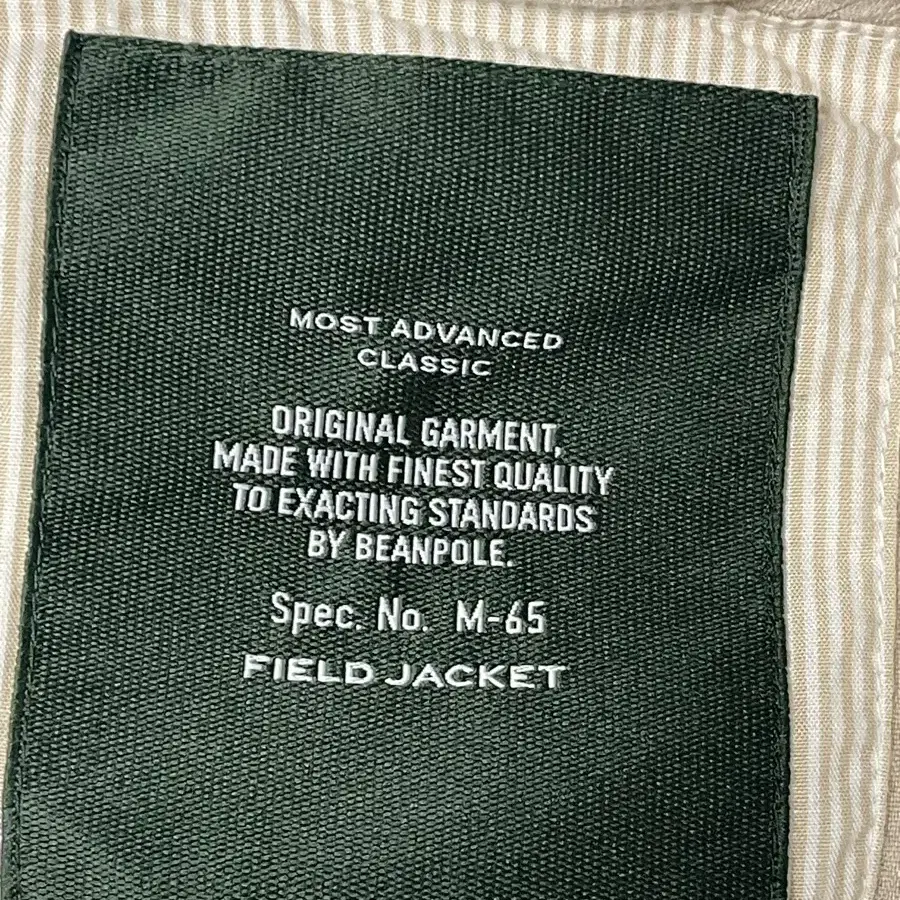 MOST ADVANCED
CLASSIC
ORIGINAL GARMENT,
MADE WITH FINEST QUALITY
TO EXACTING STANDARDS
BY BEANPOLE.
Spec. No. M-65
FIELD JACKET